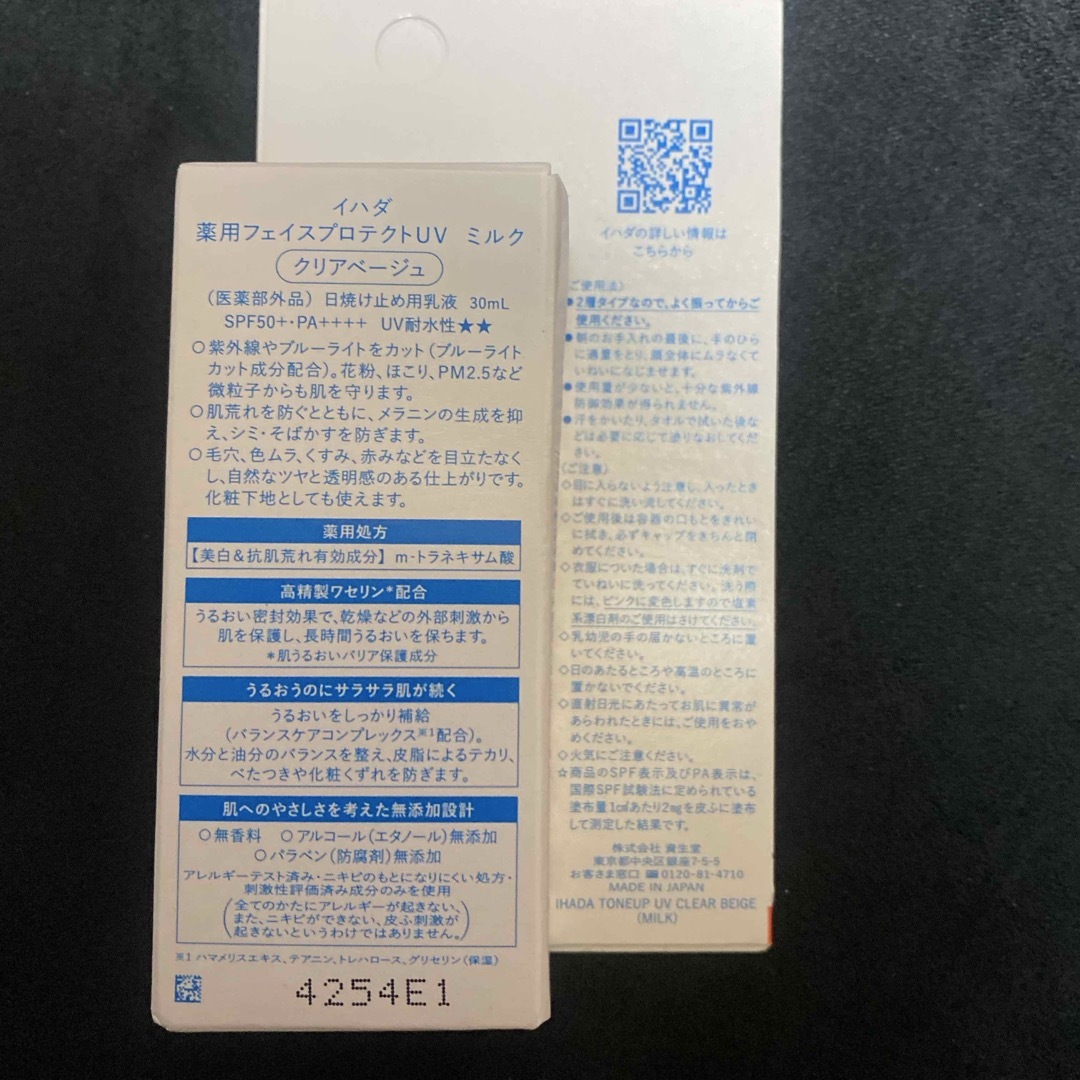 イハダ
薬用フェイスプロテクトUV ミルク
クリアベージュ
(医薬部外品) 日焼け止め用乳液 30mL
SPF50+・PA++++ UV耐水性★★
○紫外線やブルーライトをカット(ブルーライト
カット成分配合)。花粉、ほこり、PM2.5など
微粒子からも肌を守ります。
○肌荒れを防ぐとともに、メラニンの生成を抑
え、シミ・そばかすを防ぎます。
○毛穴、色ムラ、くすみ、赤みなどを目立たなく
し、自然なツヤと透明感のある仕上がりです。
化粧下地としても使えます。
薬用処方
【美白&抗肌荒れ有効成分】 m-トラネキサム酸
高精製ワセリン*配合
うるおい密封効果で、乾燥などの外部刺激から
肌を保護し、長時間うるおいを保ちます。
*肌うるおいバリア保護成分
うるおうのにサラサラ肌が続く
うるおいをしっかり補給
(バランスケアコンプレックス※1配合)。
水分と油分のバランスを整え、皮脂によるテカリ、
べたつきや化粧くずれを防ぎます。
肌へのやさしさを考えた無添加設計
○無香料 ○アルコール(エタノール)無添加
○パラベン(防腐剤)無添加
アレルギーテスト済み・ニキビのもとになりにくい処方・
刺激性評価済み成分のみを使用
(全てのかたにアレルギーが起きない、
また、ニキビができない、皮ふ刺激が
起きないというわけではありません。)
※1 ハマメリスエキス、テアニン、トレハロース、グリセリン(保湿)
4254E1
イハダの詳しい情報は
こちらから
ご使用法〉
●2層タイプなので、よく振ってからご
使用ください。
●朝のお手入れの最後に、手のひら
に適量をとり、顔全体にムラなくて
いねいになじませます。
●使用量が少ないと、十分な紫外線
防御効果が得られません。
●汗をかいたり、タオルで拭いた後な
どは必要に応じて塗りなおしてくだ
さい。
〈ご注意〉
◇目に入らないよう注意し、入ったとき
はすぐに洗い流してください。
◇ご使用後は容器の口もとをきれい
に拭き、必ずキャップをきちんと閉
めてください。
◇衣服についた場合は、すぐに洗剤で
ていねいに洗ってください。洗う際
には、ピンクに変色しますので塩素
系漂白剤のご使用はさけてください。
◇乳幼児の手の届かないところに置
いてください。
◇日のあたるところや高温のところに
置かないでください。
◇直射日光にあたってお肌に異常が
あらわれたときには、ご使用をおや
めください。
◇火気にご注意ください。
☆商品のSPF表示及びPA表示は、
国際SPF試験法に定められている
塗布量1c㎡あたり2mgを皮ふに塗布
して測定した結果です。
株式会社 資生堂
東京都中央区銀座7-5-5
お客さま窓口 ☎0120-81-4710
MADE IN JAPAN
IHADA TONEUP UV CLEAR BEIGE
(MILK)